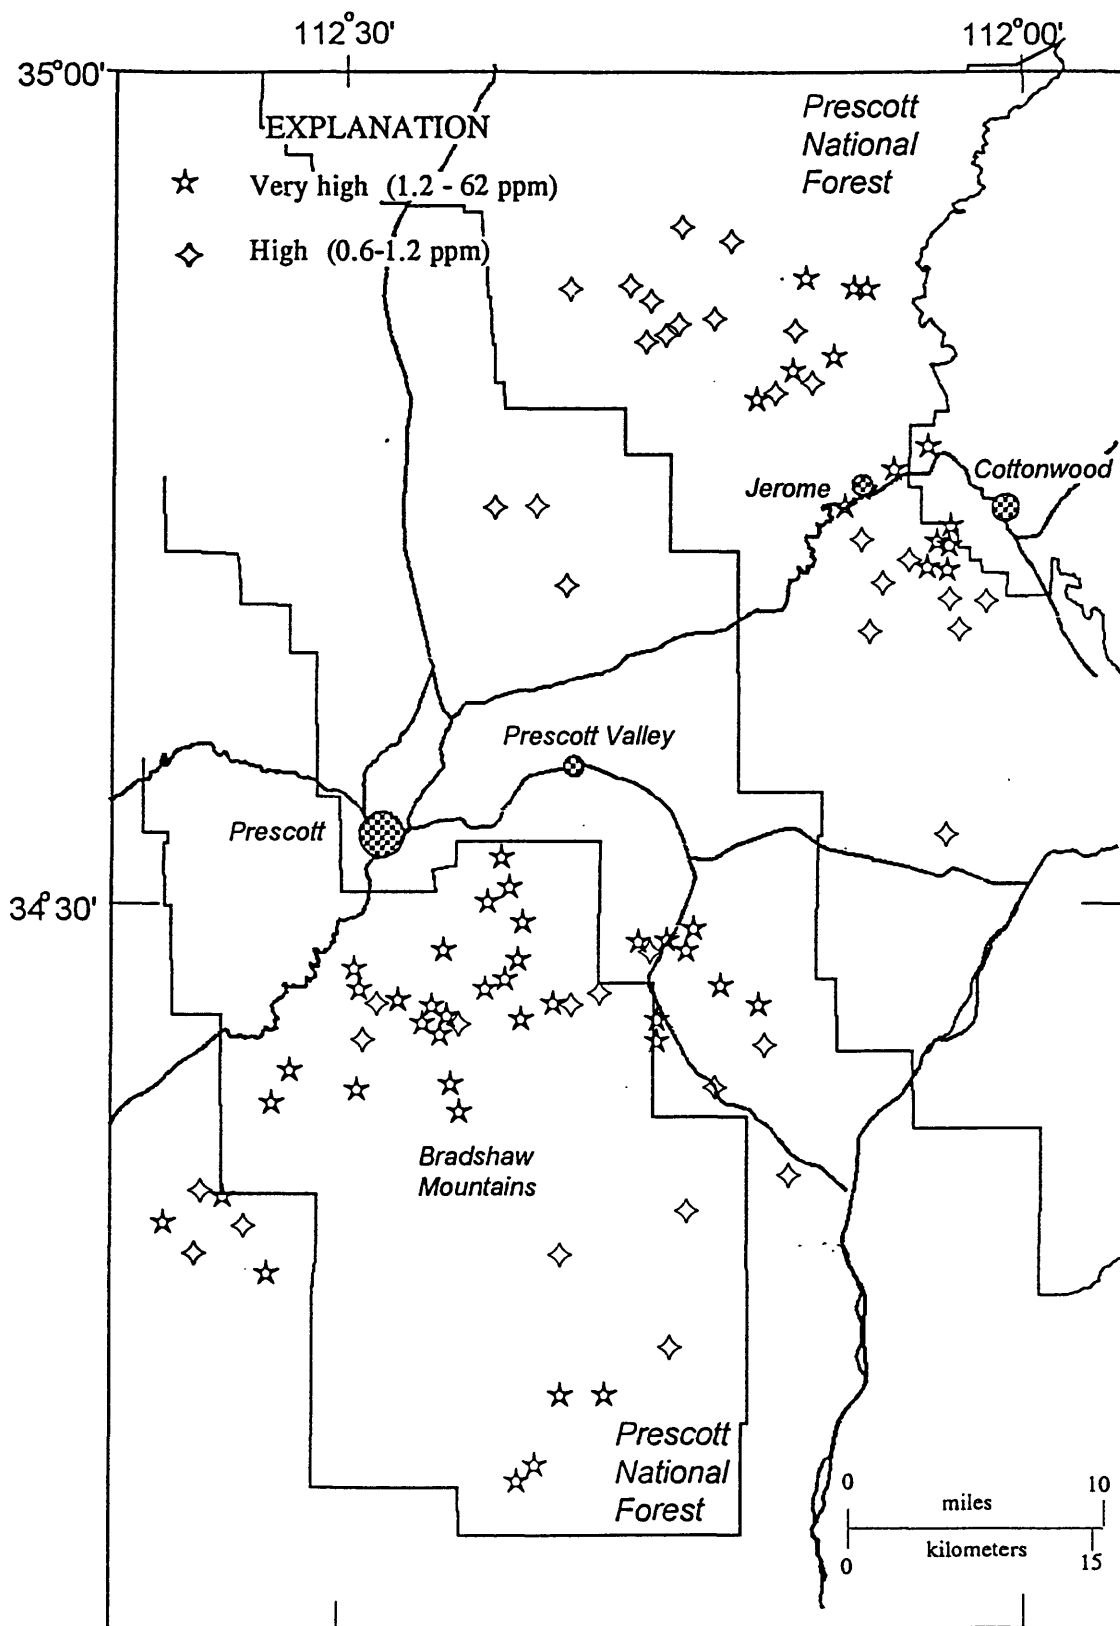 112°30'
112°00'
35°00'
Prescott
National
Forest
EXPLANATION
Very high (1.2 - 62 ppm)
High (0.6-1.2 ppm)
Jerome
Cottonwood
Prescott Valley
Prescott
34°30'
Bradshaw
Mountains
Prescott
National
Forest
0
10
miles
kilometers
0
15